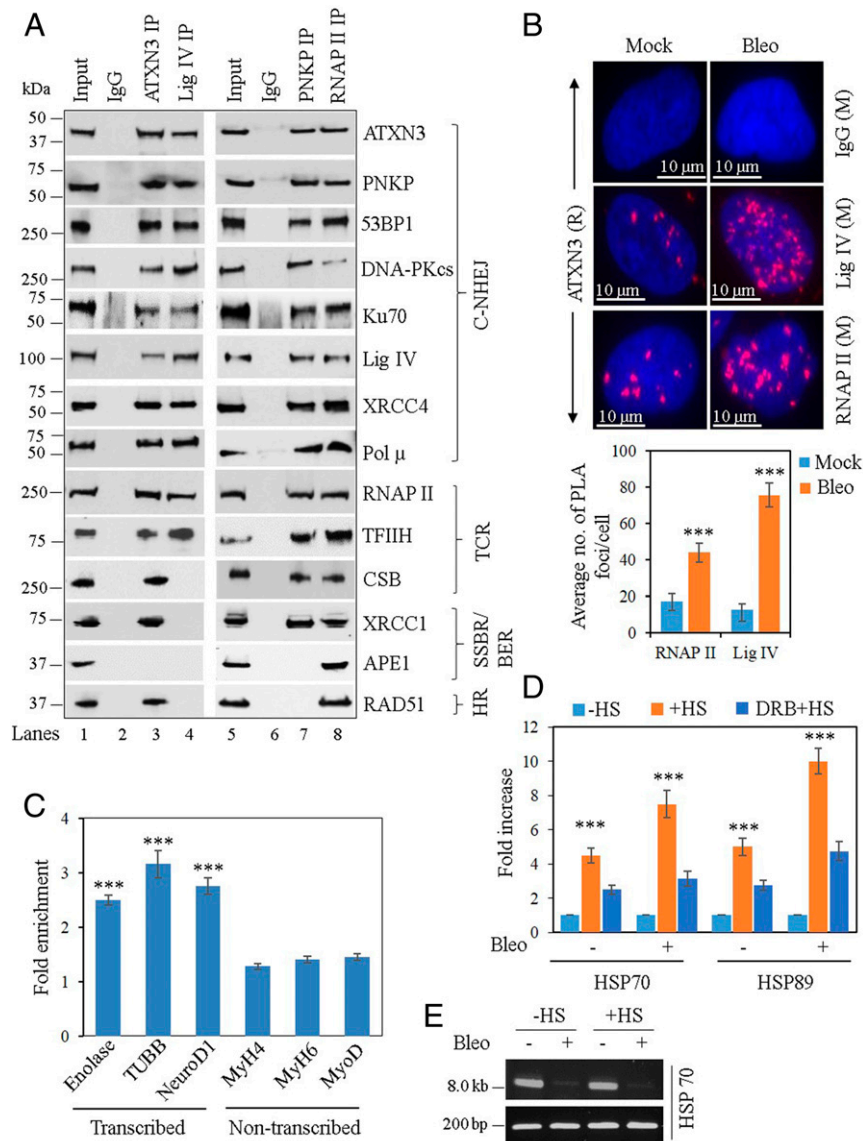 A
kDa
Input
IgG
ATXN3 IP
Lig IV IP
Input
IgG
PNKP IP
RNAP II IP
50
37
ATXN3
75
50
PNKP
250
53BP1
250
DNA-PKcs
75
50
Ku70
100
Lig IV
75
50
XRCC4
75
50
Pol μ
C-NHEJ
250
RNAP II
75
TFIIH
250
CSB
TCR
75
XRCC1
37
APE1
SSBR/
BER
37
RAD51
HR
Lanes 1 2 3 4 5 6 7 8
B
Mock Bleo
ATXN3 (R)
10 μm 10 μm
IgG (M)
10 μm 10 μm
Lig IV (M)
10 μm 10 μm
RNAP II (M)
Average no. of PLA
foci/cell
100
80
60
40
20
0
***
***
Mock
Bleo
RNAP II Lig IV
C
Fold enrichment
4
3
2
1
0
*** *** ***
Enolase
TUBB
NeuroD1
MyH4
MyH6
MyoD
Transcribed Non-transcribed
D
-HS +HS DRB+HS
Fold increase
12
10
8
6
4
2
0
*** *** *** ***
Bleo - + - +
HSP70 HSP89
E
-HS +HS
Bleo - + - +
8.0 kb
200 bp
HSP 70